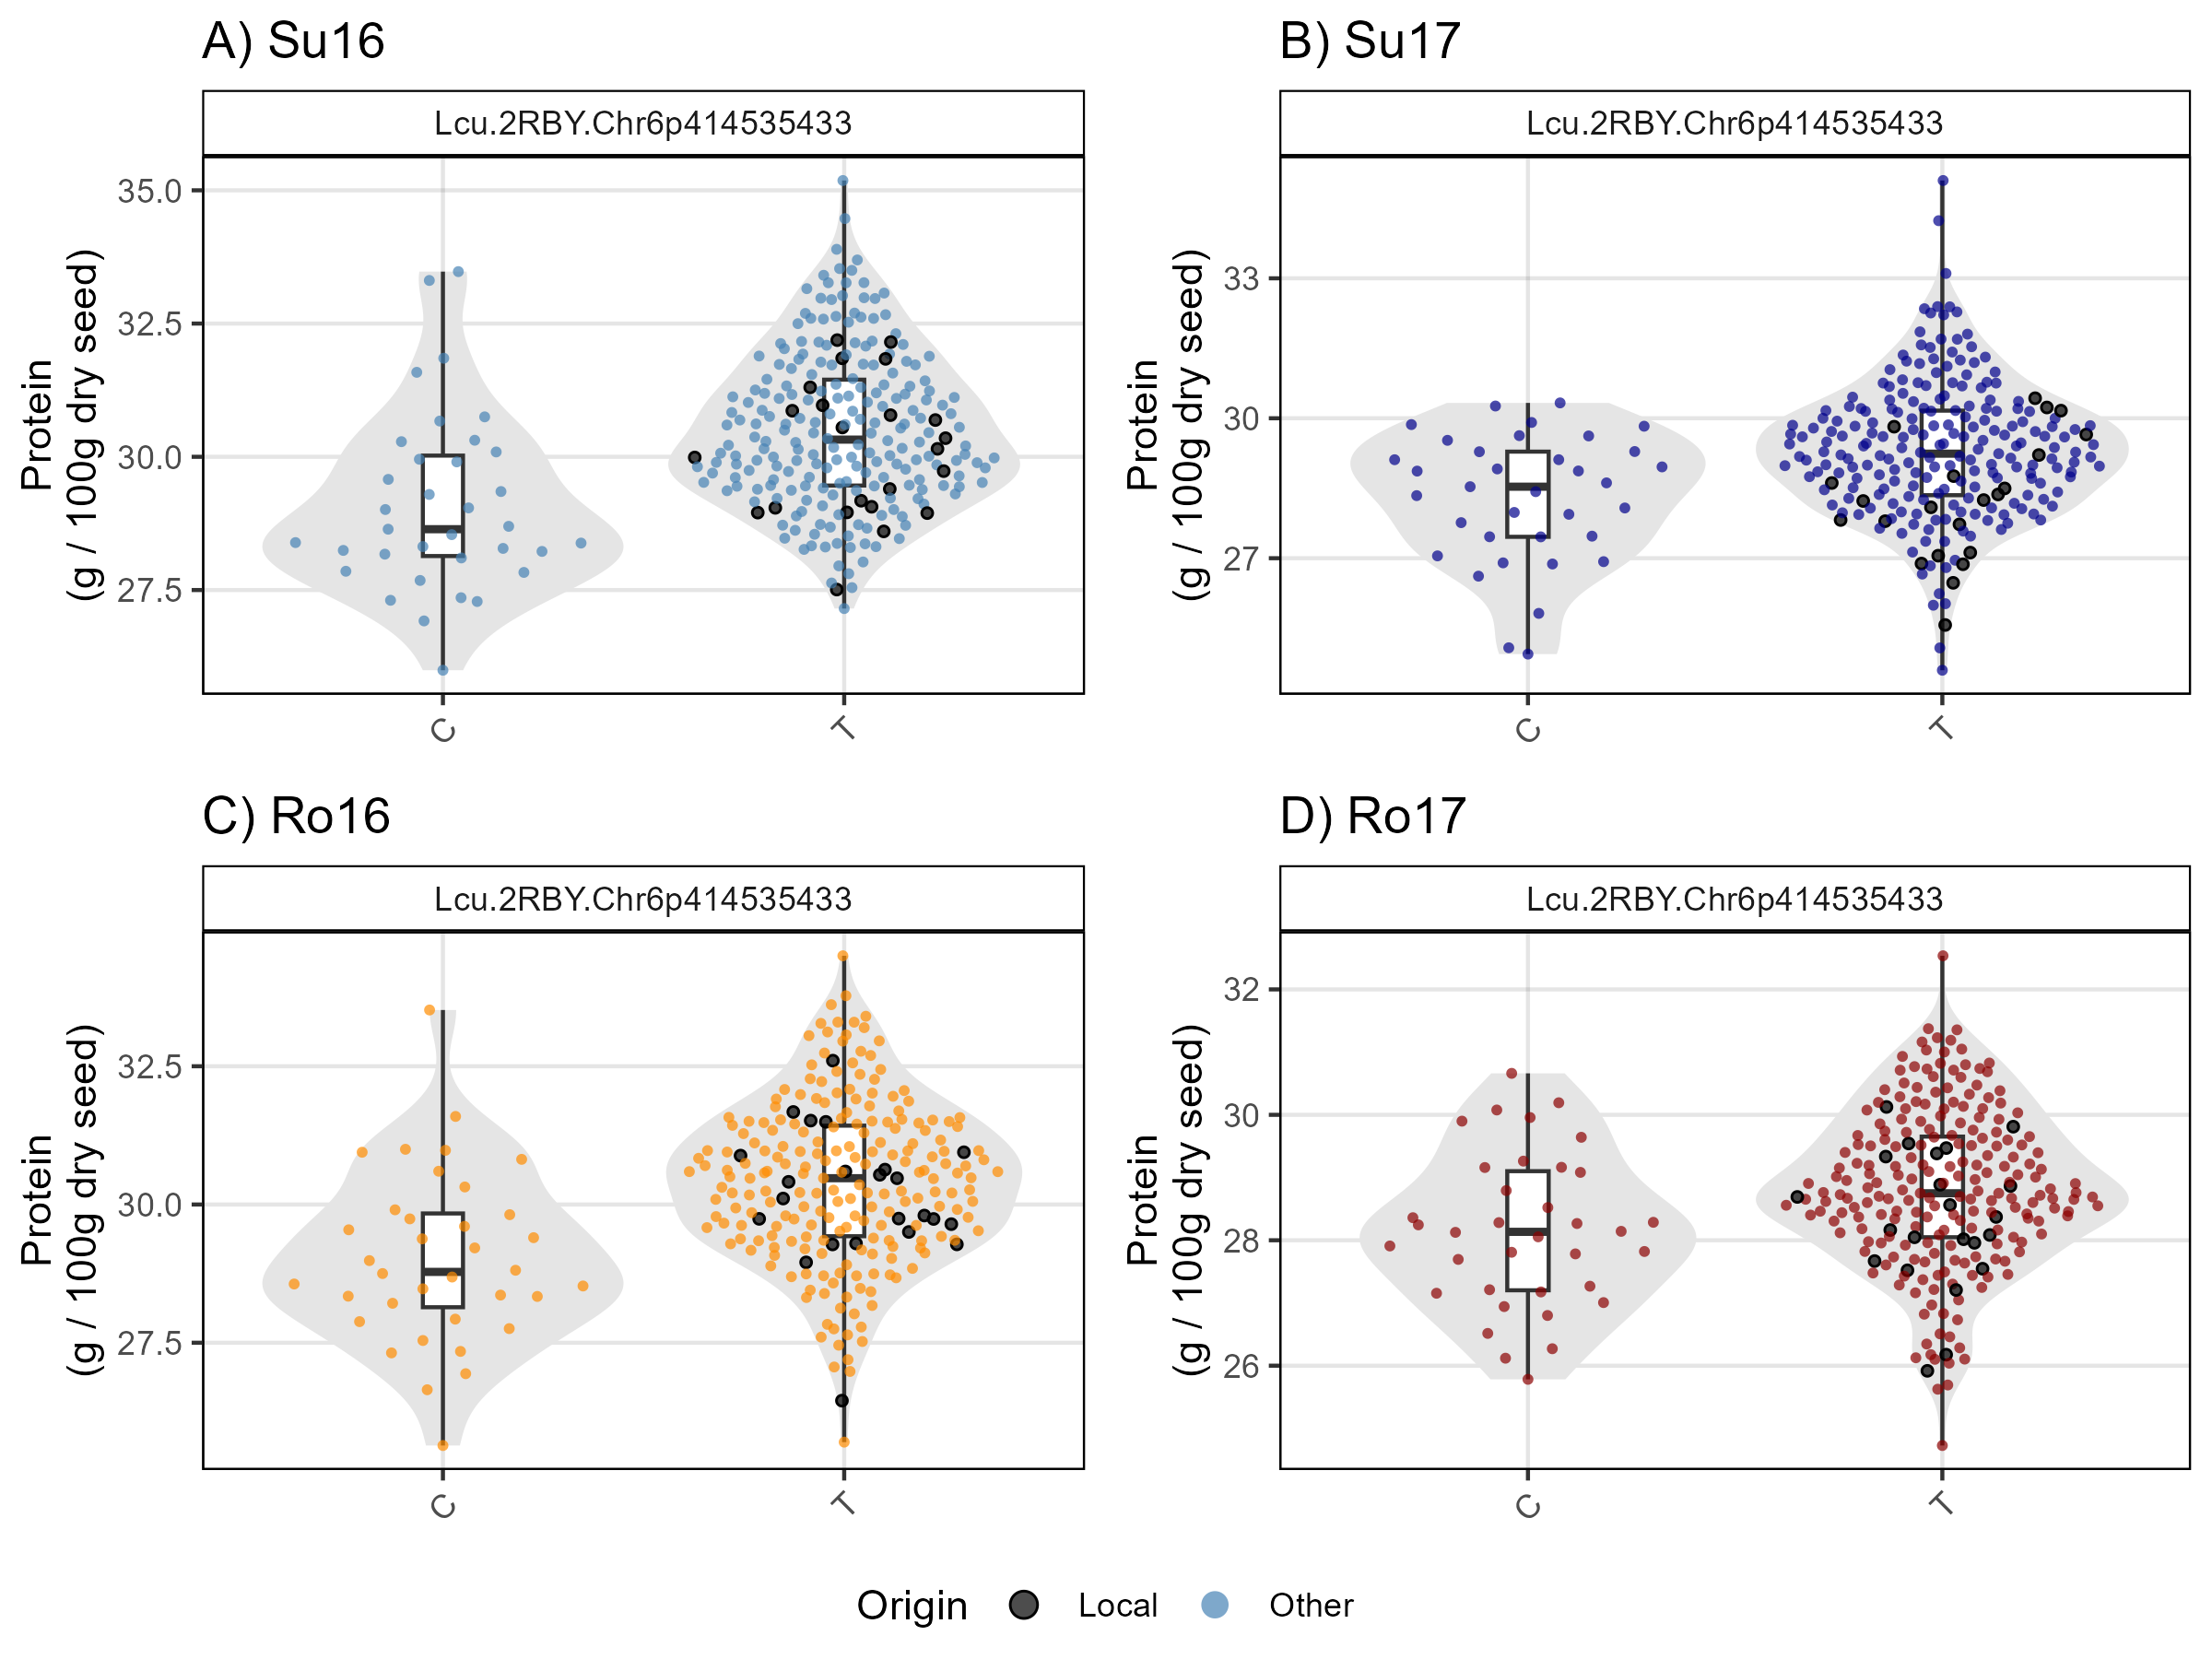 A) Su16
Lcu.2RBY.Chr6p414535433
Protein
(g / 100g dry seed)
35.0
32.5
30.0
27.5
C
T
B) Su17
Lcu.2RBY.Chr6p414535433
Protein
(g / 100g dry seed)
33
30
27
C
T
C) Ro16
Lcu.2RBY.Chr6p414535433
Protein
(g / 100g dry seed)
32.5
30.0
27.5
C
T
D) Ro17
Lcu.2RBY.Chr6p414535433
Protein
(g / 100g dry seed)
32
30
28
26
C
T
Origin
Local
Other